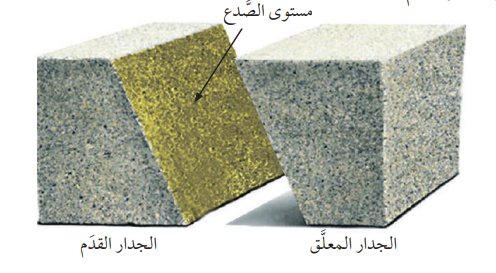 مستوى الصَّدع
الجدار المعلَّق
الجدار القدَم